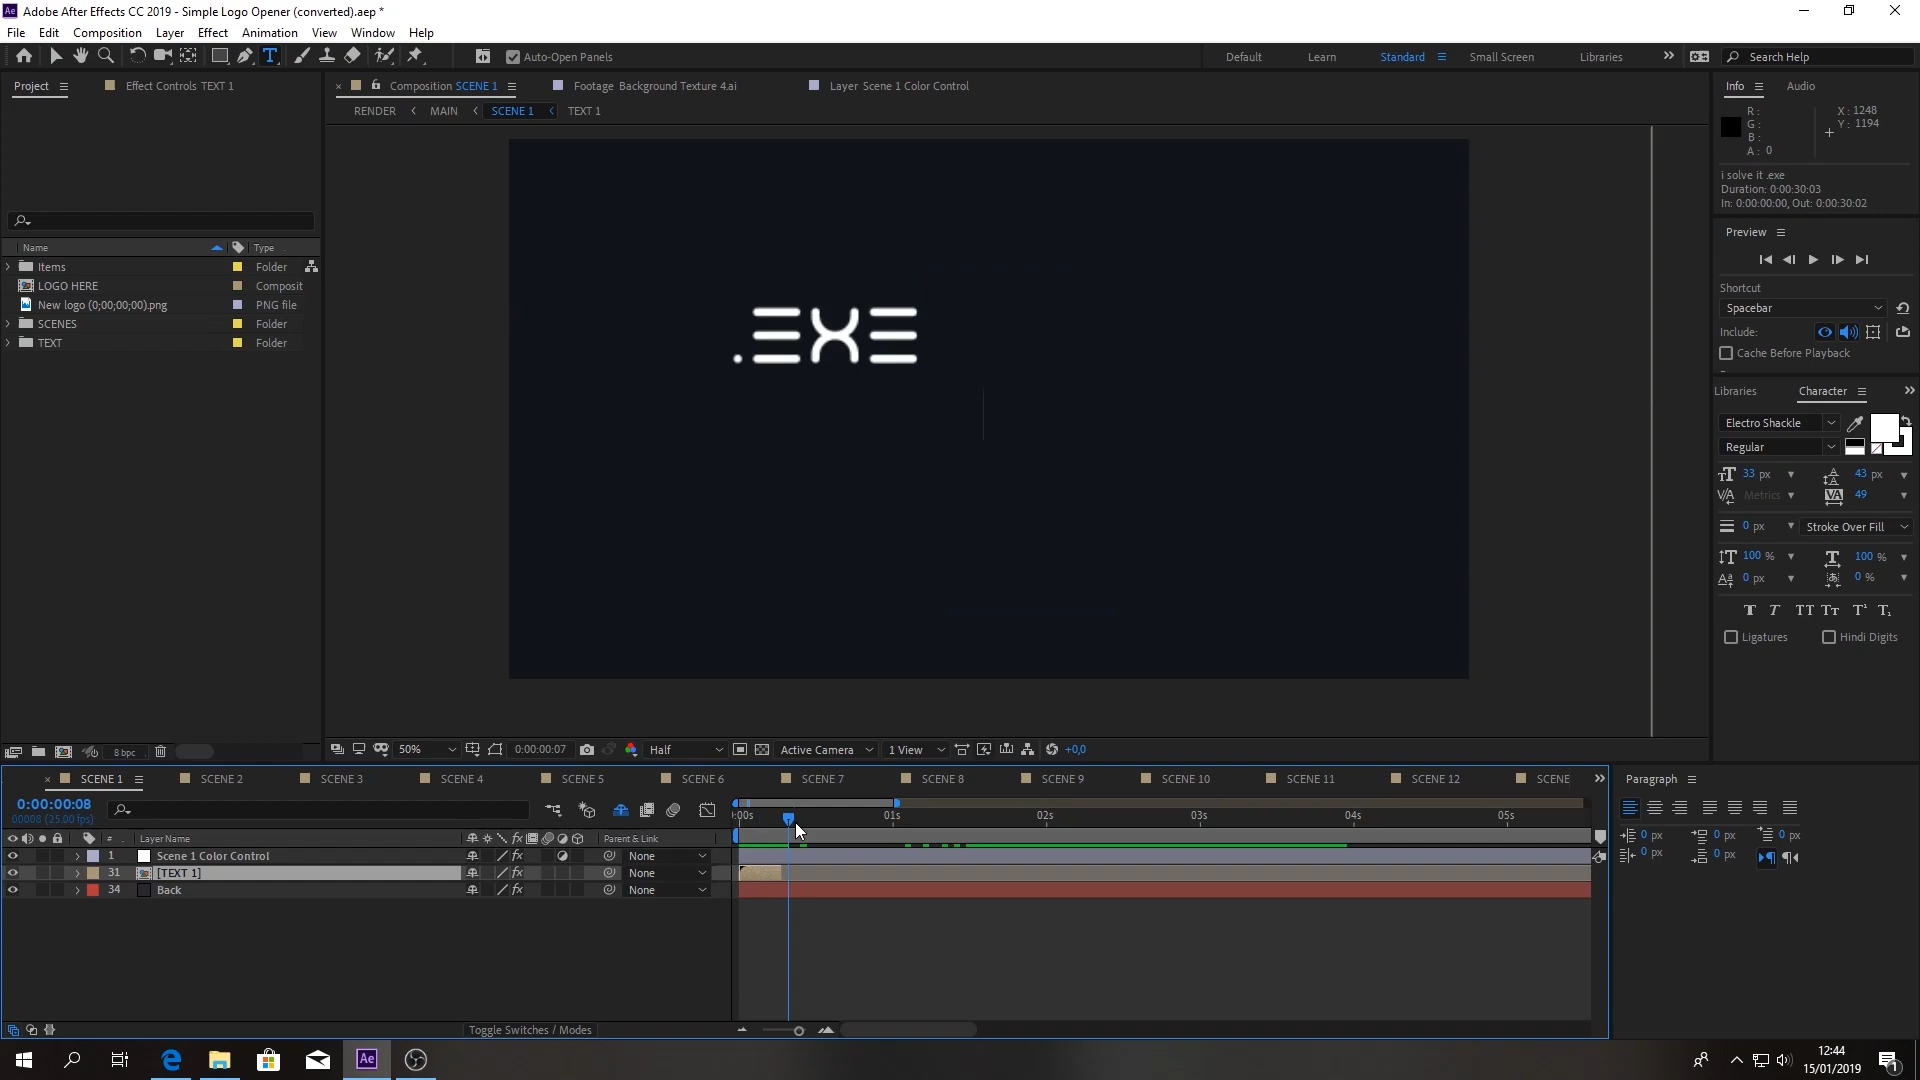 Adobe After Effects CC 2019 - Simple Logo Opener (converted).aep *
File Edit Composition Layer Effect Animation View Window Help
Auto-Open Panels
Default Learn Standard Small Screen Libraries
Search Help
Project
Effect Controls TEXT 1
Composition SCENE 1
Footage Background Texture 4.ai
Layer Scene 1 Color Control
RENDER MAIN SCENE 1 TEXT 1
Info Audio
R :
G :
B :
A : 0
X : 1248
Y : 1194
i solve it .exe
Duration: 0:00:30:03
In: 0:00:00:00, Out: 0:00:30:02
Name Type
Items Folder
LOGO HERE Composit
New logo (0;00;00;00).png PNG file
SCENES Folder
TEXT Folder
.EXE
Preview
Shortcut
Spacebar
Include:
Cache Before Playback
Libraries Character
Electro Shackle
Regular
33 px 43 px
Metrics 49
0 px Stroke Over Fill
100 % 100 %
0 px 0 %
Ligatures Hindi Digits
8 bpc
50% 0:00:00:07 Half Active Camera 1 View +0,0
SCENE 1 SCENE 2 SCENE 3 SCENE 4 SCENE 5 SCENE 6 SCENE 7 SCENE 8 SCENE 9 SCENE 10 SCENE 11 SCENE 12 SCENE
0:00:00:08
00008 (25.00 fps)
:00s 01s 02s 03s 04s 05s
# Layer Name Parent & Link
1 Scene 1 Color Control None
31 [TEXT 1] None
34 Back None
Toggle Switches / Modes
Paragraph
0 px 0 px 0 px
0 px 0 px
12:44
15/01/2019
1